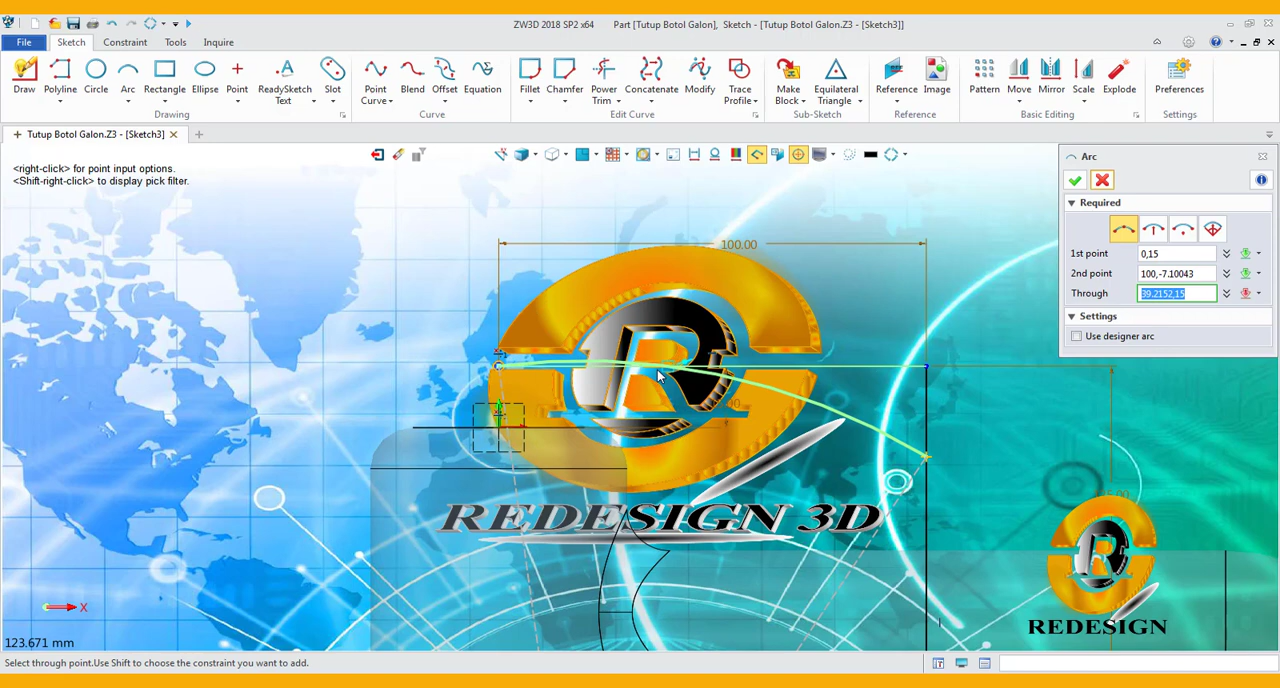 ZW3D 2018 SP2 x64 Part [Tutup Botol Galon], Sketch - [Tutup Botol Galon.Z3 - [Sketch3]]
File Sketch Constraint Tools Inquire
Draw Polyline Circle Arc Rectangle Ellipse Point ReadySketch Text Slot Point Curve Blend Offset Equation Fillet Chamfer Power Trim Concatenate Modify Trace Profile Make Block Equilateral Triangle Reference Image Pattern Move Mirror Scale Explode Preferences
Drawing Curve Edit Curve Sub-Sketch Reference Basic Editing Settings
Tutup Botol Galon.Z3 - [Sketch3]
<right-click> for point input options.
<Shift-right-click> to display pick filter.
Arc
Required
1st point 0,15
2nd point 100,-7.10043
Through 39.2152,15
Settings
Use designer arc
100.00
R
REDESIGN 3D
R
REDESIGN
X
123.671 mm
Select through point.Use Shift to choose the constraint you want to add.